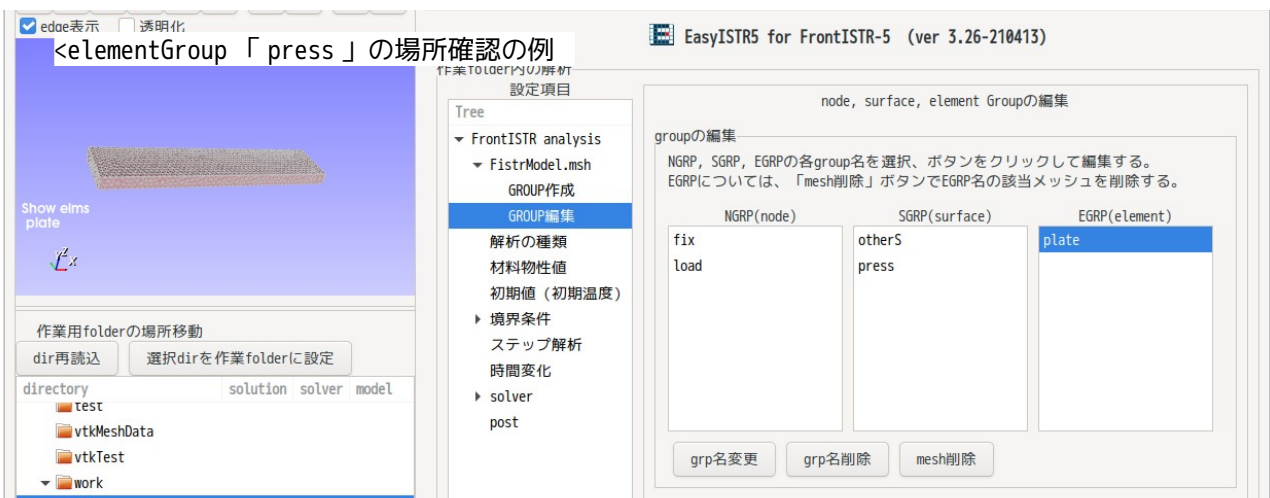 edge表示 透明化
<elementGroup 「 press 」の場所確認の例
Show elms
plate
z
x
作業用folderの場所移動
dir再読込 選択dirを作業folderに設定
directory solution solver model
test
vtkMeshData
vtkTest
work
EasyISTR5 for FrontISTR-5 (ver 3.26-210413)
作業folder内の解析
設定項目
Tree
FrontISTR analysis
FistrModel.msh
GROUP作成
GROUP編集
解析の種類
材料物性値
初期値 (初期温度)
境界条件
ステップ解析
時間変化
solver
post
node, surface, element Groupの編集
groupの編集
NGRP, SGRP, EGRPの各group名を選択、ボタンをクリックして編集する。
EGRPについては、「mesh削除」ボタンでEGRP名の該当メッシュを削除する。
NGRP(node) SGRP(surface) EGRP(element)
fix otherS plate
load press
grp名変更 grp名削除 mesh削除